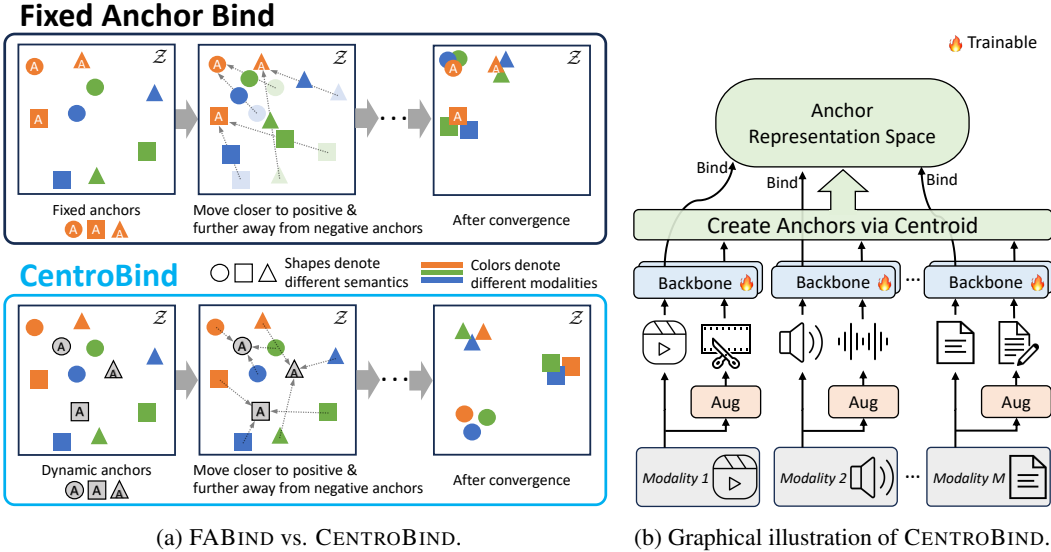 Fixed Anchor Bind
𝒵
A A
A
Fixed anchors
A A A
𝒵
A A
A
Move closer to positive &
further away from negative anchors
...
𝒵
A A
A
After convergence
CentroBind
Shapes denote
different semantics
Colors denote
different modalities
𝒵
A
A
A
Dynamic anchors
A A A
𝒵
A
A
A
Move closer to positive &
further away from negative anchors
...
𝒵
After convergence
(a) FABIND vs. CENTROBIND.
Trainable
Anchor
Representation Space
Bind Bind Bind
Create Anchors via Centroid
Backbone Backbone ... Backbone
Aug Aug Aug
Modality 1 Modality 2 ... Modality M
(b) Graphical illustration of CENTROBIND.